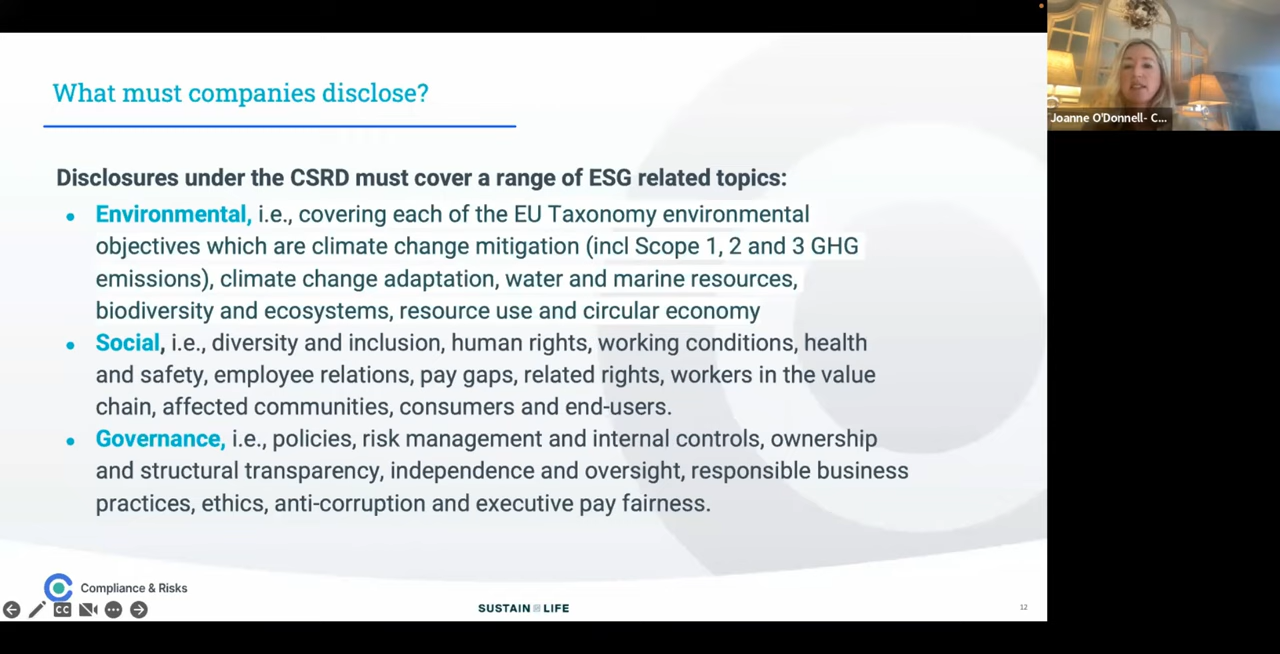 What must companies disclose?
Disclosures under the CSRD must cover a range of ESG related topics:
• Environmental, i.e., covering each of the EU Taxonomy environmental
objectives which are climate change mitigation (incl Scope 1, 2 and 3 GHG
emissions), climate change adaptation, water and marine resources,
biodiversity and ecosystems, resource use and circular economy
• Social, i.e., diversity and inclusion, human rights, working conditions, health
and safety, employee relations, pay gaps, related rights, workers in the value
chain, affected communities, consumers and end-users.
• Governance, i.e., policies, risk management and internal controls, ownership
and structural transparency, independence and oversight, responsible business
practices, ethics, anti-corruption and executive pay fairness.
Compliance & Risks
CC
SUSTAIN LIFE
12
Joanne O'Donnell- C...